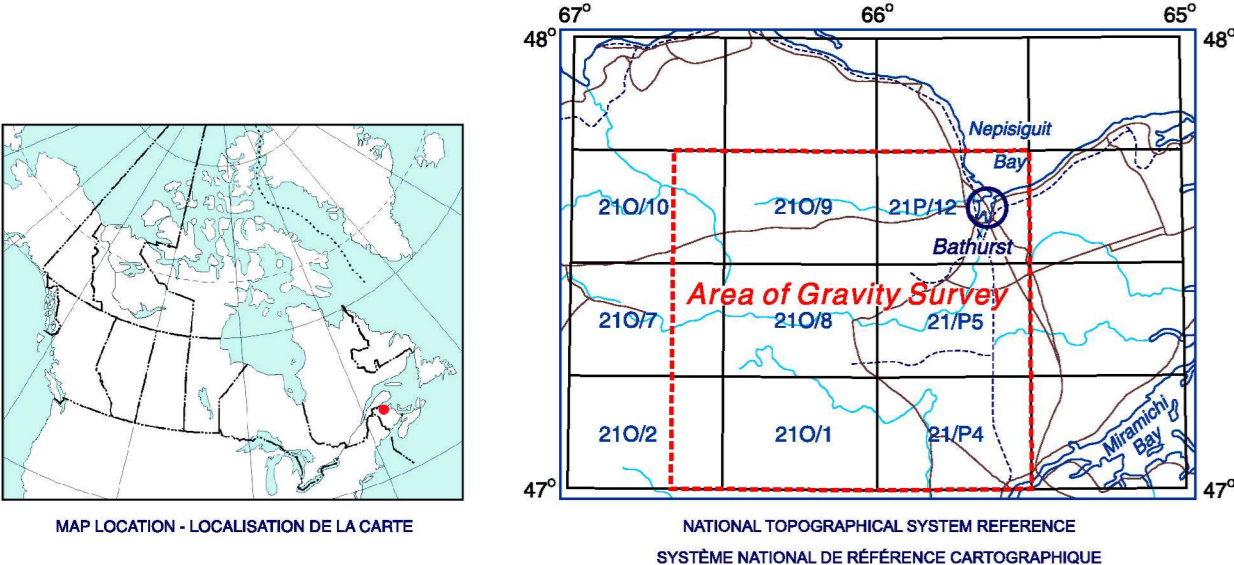 67° 66° 65°
48° 48°
Nepisiguit
Bay
21O/10 21O/9 21P/12
Bathurst
Area of Gravity Survey
21O/7 21O/8 21/P5
21O/2 21O/1 21/P4
Miramichi
Bay
47° 47°
MAP LOCATION - LOCALISATION DE LA CARTE
NATIONAL TOPOGRAPHICAL SYSTEM REFERENCE
SYSTÈME NATIONAL DE RÉFÉRENCE CARTOGRAPHIQUE